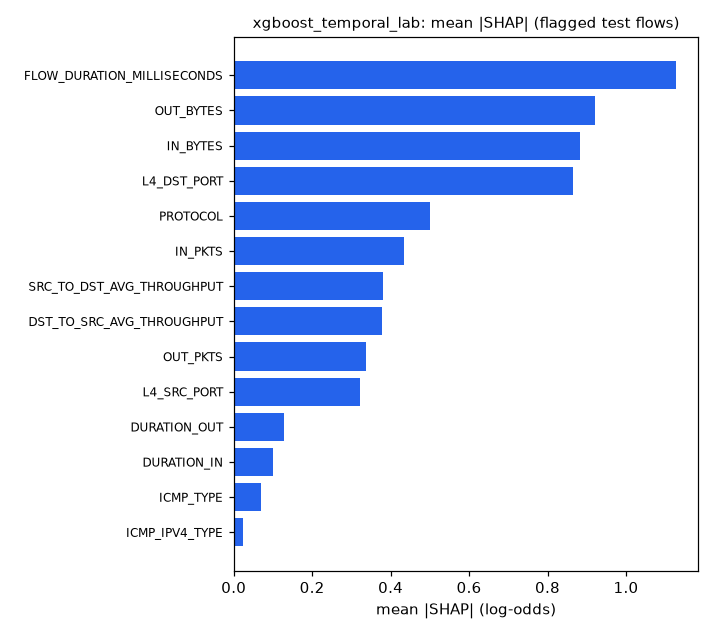 xgboost_temporal_lab: mean |SHAP| (flagged test flows)
FLOW_DURATION_MILLISECONDS
OUT_BYTES
IN_BYTES
L4_DST_PORT
PROTOCOL
IN_PKTS
SRC_TO_DST_AVG_THROUGHPUT
DST_TO_SRC_AVG_THROUGHPUT
OUT_PKTS
L4_SRC_PORT
DURATION_OUT
DURATION_IN
ICMP_TYPE
ICMP_IPV4_TYPE
0.0 0.2 0.4 0.6 0.8 1.0
mean |SHAP| (log-odds)